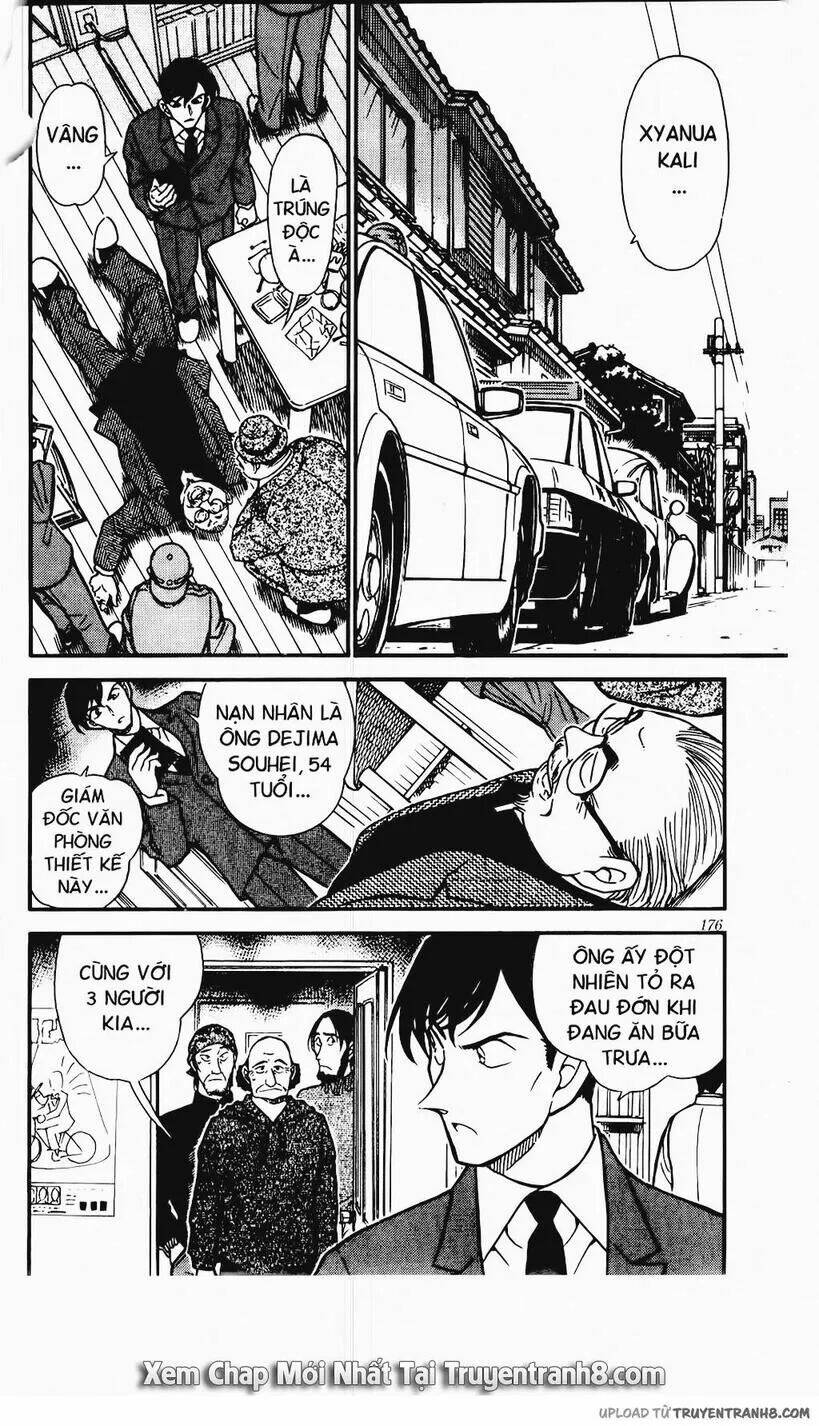 XYANUA
KALI
...
LÀ
TRÚNG
ĐỘC
À...
VÂNG
...
NẠN NHÂN LÀ
ÔNG DEJIMA
SOUHEI, 54
TUỔI...
GIÁM
ĐỐC VĂN
PHÒNG
THIẾT KẾ
NÀY...
176
ÔNG ẤY ĐỘT
NHIÊN TỎ RA
ĐAU ĐỚN KHI
ĐANG ĂN BỮA
TRƯA...
CÙNG VỚI
3 NGƯỜI
KIA...
Xem Chap Mới Nhất Tại Truyentranh8.com
UPLOAD TỪ TRUYENTRANH8.COM